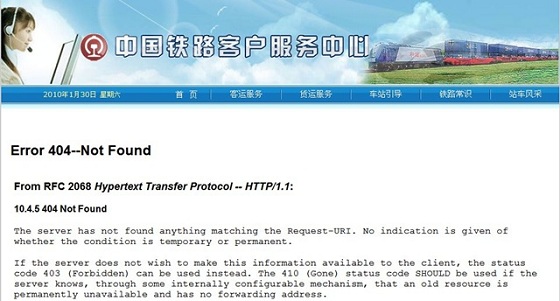 中国铁路客户服务中心
2010年1月30日 星期六 首 页 客运服务 货运服务 车站引导 铁路常识 站车风采
Error 404--Not Found
From RFC 2068 Hypertext Transfer Protocol -- HTTP/1.1:
10.4.5 404 Not Found
The server has not found anything matching the Request-URI. No indication is given of
whether the condition is temporary or permanent.
If the server does not wish to make this information available to the client, the status
code 403 (Forbidden) can be used instead. The 410 (Gone) status code SHOULD be used if the
server knows, through some internally configurable mechanism, that an old resource is
permanently unavailable and has no forwarding address.